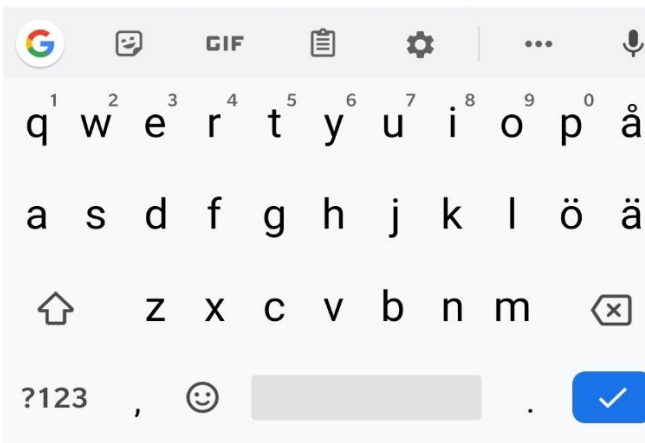 G GIF
1 2 3 4 5 6 7 8 9 0
q w e r t y u i o p å
a s d f g h j k l ö ä
z x c v b n m
?123 , .